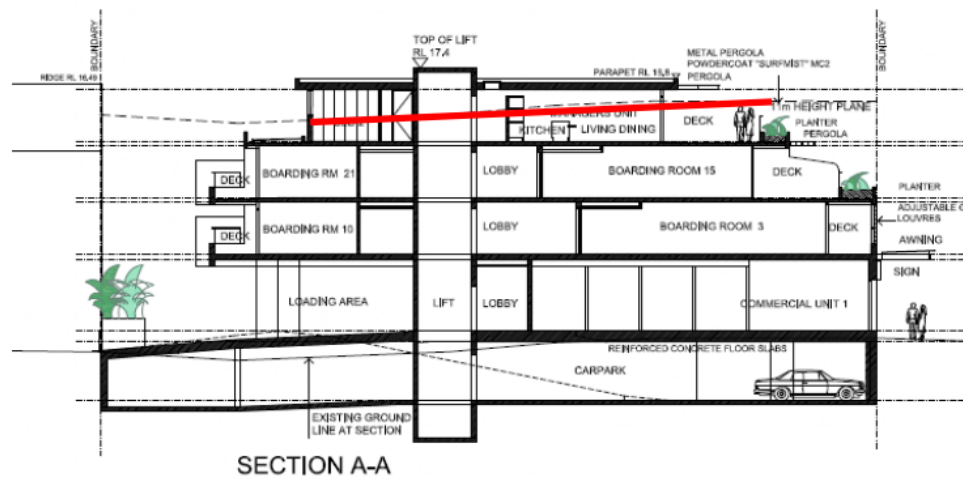 BOUNDARY
TOP OF LIFT
RL 17,4
BOUNDARY
METAL PERGOLA
POWDERCOAT "SURFMIST" MC2
PERGOLA
RIDGE RL 16,49
PARAPET RL
11m HEIGHT PLANE
MANAGERS UNIT
DECK
PLANTER
PERGOLA
KITCHEN
LIVING DINING
DECK
BOARDING RM 21
LOBBY
BOARDING ROOM 15
DECK
PLANTER
ADJUSTABLE
LOUVRES
DECK
BOARDING RM 10
LOBBY
BOARDING ROOM 3
DECK
AWNING
SIGN
LOADING AREA
LIFT
LOBBY
COMMERCIAL UNIT 1
REINFORCED CONCRETE FLOOR SLABS
CARPARK
EXISTING GROUND
LINE AT SECTION
SECTION A-A